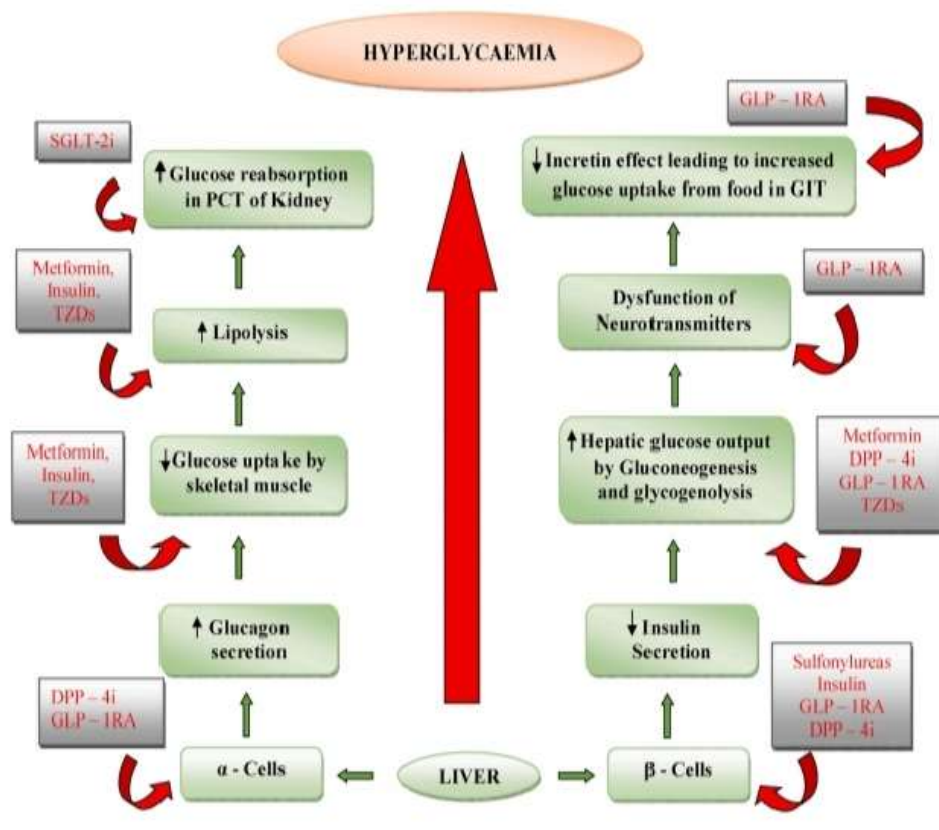 HYPERGLYCAEMIA
SGLT-2i
↑ Glucose reabsorption
in PCT of Kidney
Metformin,
Insulin,
TZDs
↑ Lipolysis
Metformin,
Insulin,
TZDs
↓ Glucose uptake by
skeletal muscle
↑ Glucagon
secretion
DPP – 4i
GLP – 1RA
α - Cells
LIVER
GLP – 1RA
↓ Incretin effect leading to increased
glucose uptake from food in GIT
GLP – 1RA
Dysfunction of
Neurotransmitters
Metformin
DPP – 4i
GLP – 1RA
TZDs
↑ Hepatic glucose output
by Gluconeogenesis
and glycogenolysis
↓ Insulin
Secretion
Sulfonylureas
Insulin
GLP – 1RA
DPP – 4i
β - Cells